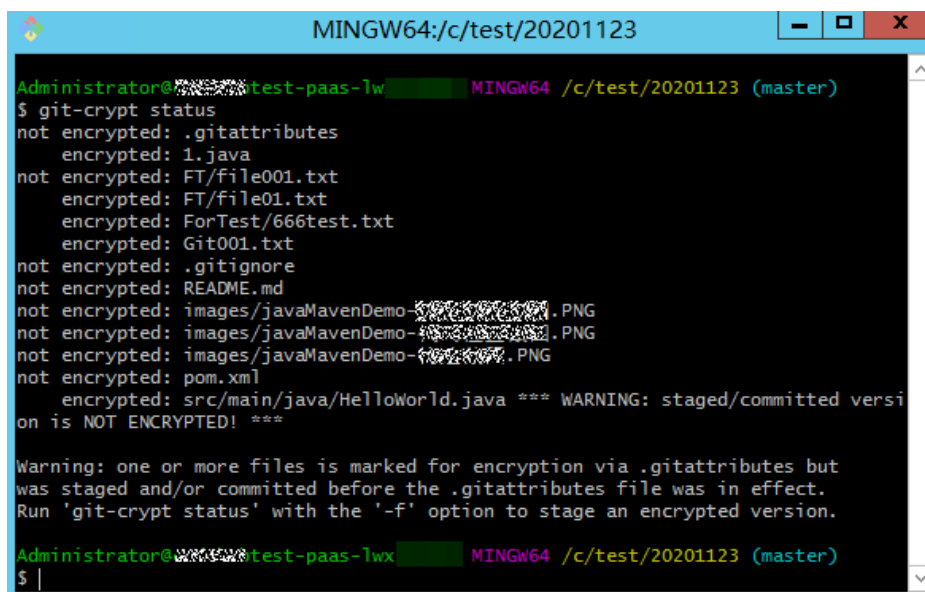 MINGW64:/c/test/20201123
Administrator@ test-paas-lw MINGW64 /c/test/20201123 (master)
$ git-crypt status
not encrypted: .gitattributes
encrypted: 1.java
not encrypted: FT/file001.txt
encrypted: FT/file01.txt
encrypted: ForTest/666test.txt
encrypted: Git001.txt
not encrypted: .gitignore
not encrypted: README.md
not encrypted: images/javaMavenDemo- .PNG
not encrypted: images/javaMavenDemo- .PNG
not encrypted: images/javaMavenDemo- .PNG
not encrypted: pom.xml
encrypted: src/main/java/HelloWorld.java *** WARNING: staged/committed versi
on is NOT ENCRYPTED! ***
Warning: one or more files is marked for encryption via .gitattributes but
was staged and/or committed before the .gitattributes file was in effect.
Run 'git-crypt status' with the '-f' option to stage an encrypted version.
Administrator@ test-paas-lwx MINGW64 /c/test/20201123 (master)
$